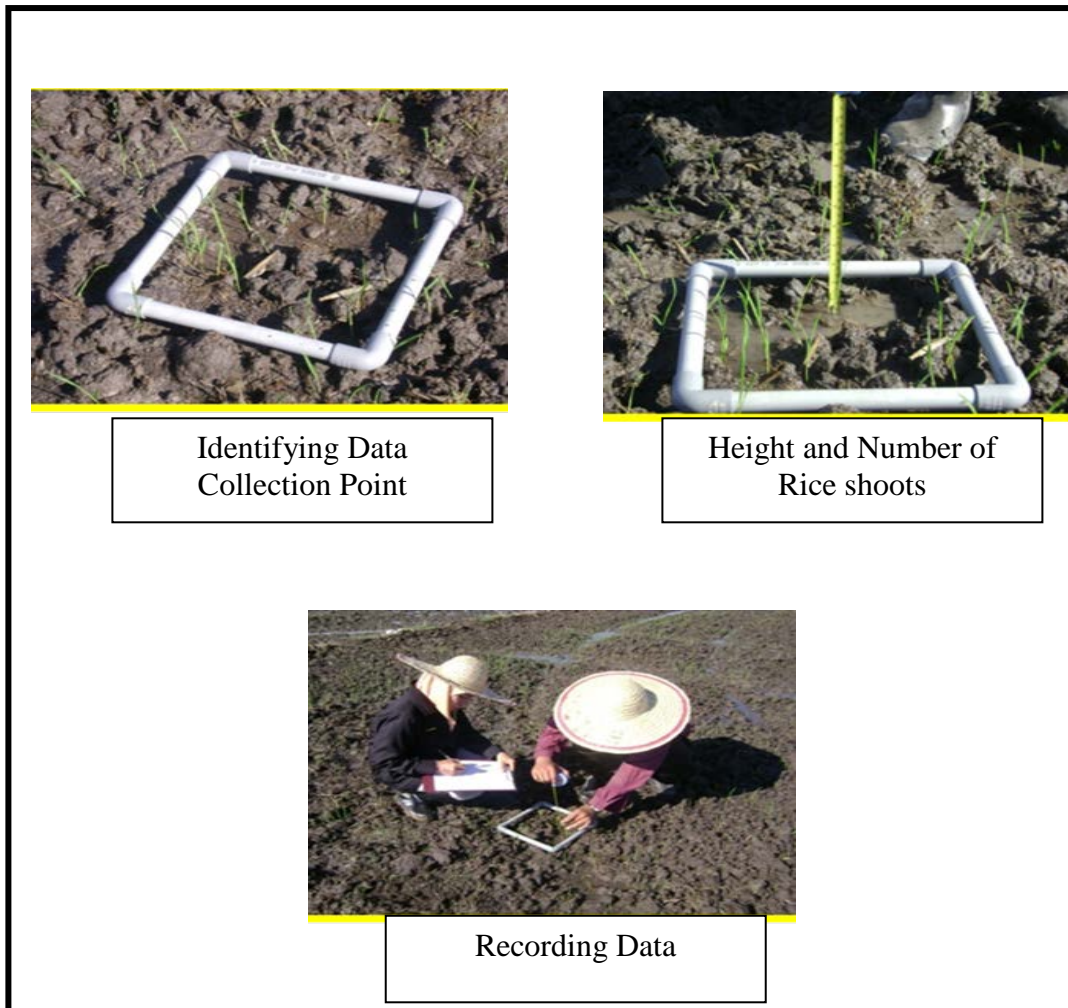 Identifying Data
Collection Point
Height and Number of
Rice shoots
Recording Data